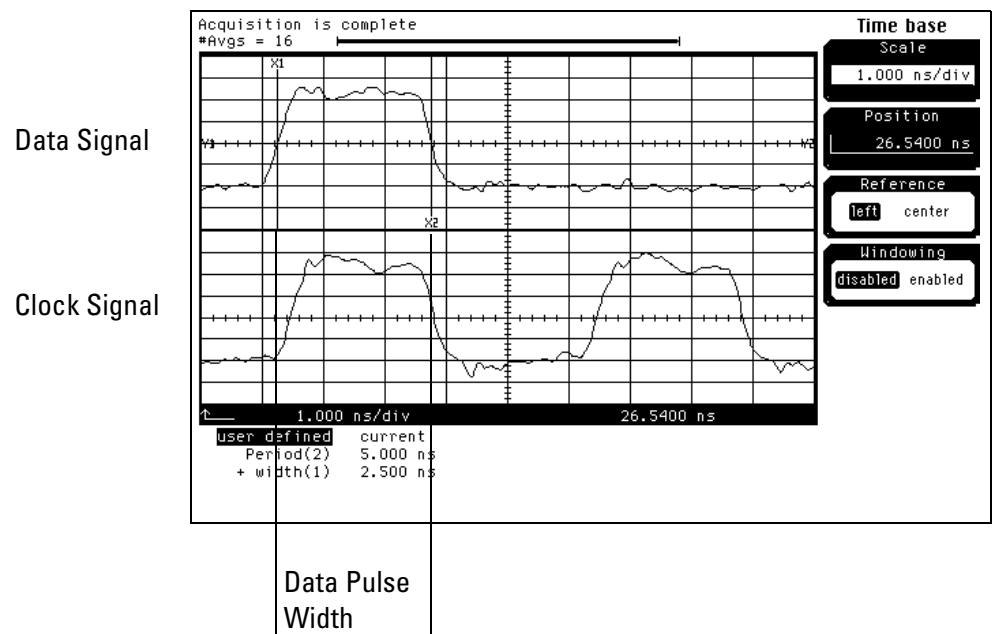 Acquisition is complete
#Avgs = 16
X1
Data Signal
Y1
Y2
X2
Clock Signal
1.000 ns/div
26.5400 ns
user defined current
Period(2) 5.000 ns
+ width(1) 2.500 ns
Time base
Scale
1.000 ns/div
Position
26.5400 ns
Reference
left center
Windowing
disabled enabled
Data Pulse
Width